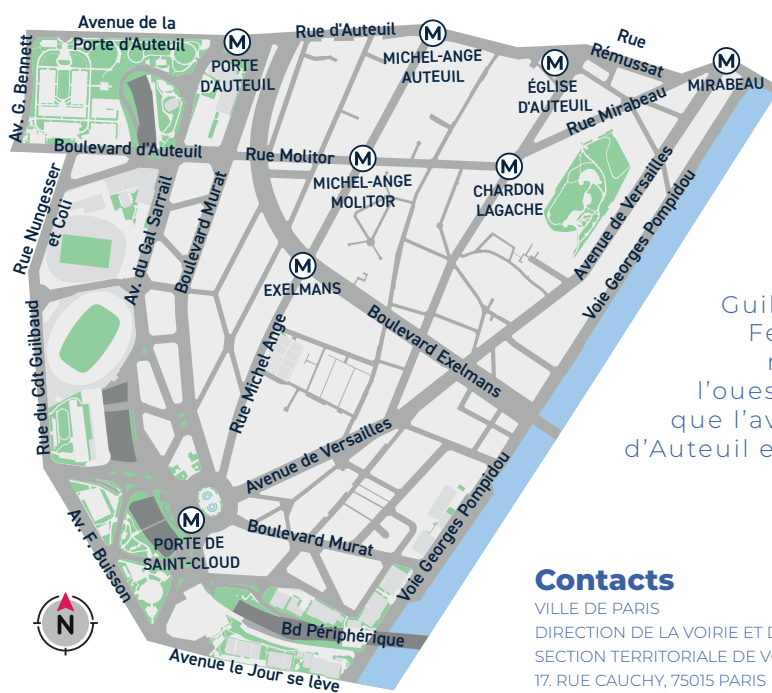 Avenue de la
Porte d'Auteuil
Rue d'Auteuil
M
PORTE
D'AUTEUIL
M
MICHEL-ANGE
AUTEUIL
M
ÉGLISE
D'AUTEUIL
Rue
Rémussat
M
MIRABEAU
Av. G. Bennett
Rue Mirabeau
Boulevard d'Auteuil
Rue Molitor
M
MICHEL-ANGE
MOLITOR
M
CHARDON
LAGACHE
Rue Nungesser
et Coli
Av. du Gal Sarrail
Boulevard Murat
Avenue de Versailles
Voie Georges Pompidou
M
EXELMANS
Boulevard Exelmans
Rue du Cdt Guilbaud
Rue Michel Ange
Avenue de Versailles
Voie Georges Pompidou
M
PORTE DE
SAINT-CLOUD
Boulevard Murat
Av. F. Buisson
Bd Périphérique
Avenue le Jour se lève
N
Guil
Fe
r
l'oues
que l'av
d'Auteuil e
Contacts
VILLE DE PARIS
DIRECTION DE LA VOIRIE ET D
SECTION TERRITORIALE DE VO
17. RUE CAUCHY, 75015 PARIS